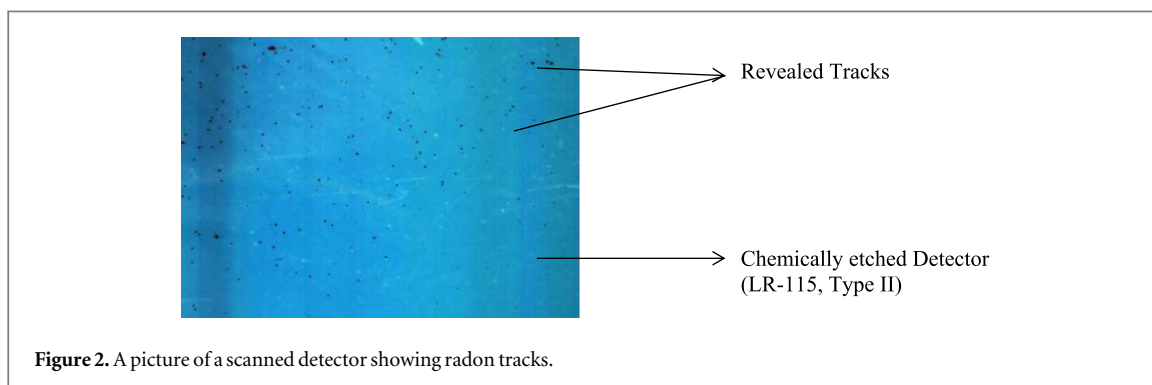 Revealed Tracks
Chemically etched Detector
(LR-115, Type II)
Figure 2. A picture of a scanned detector showing radon tracks.